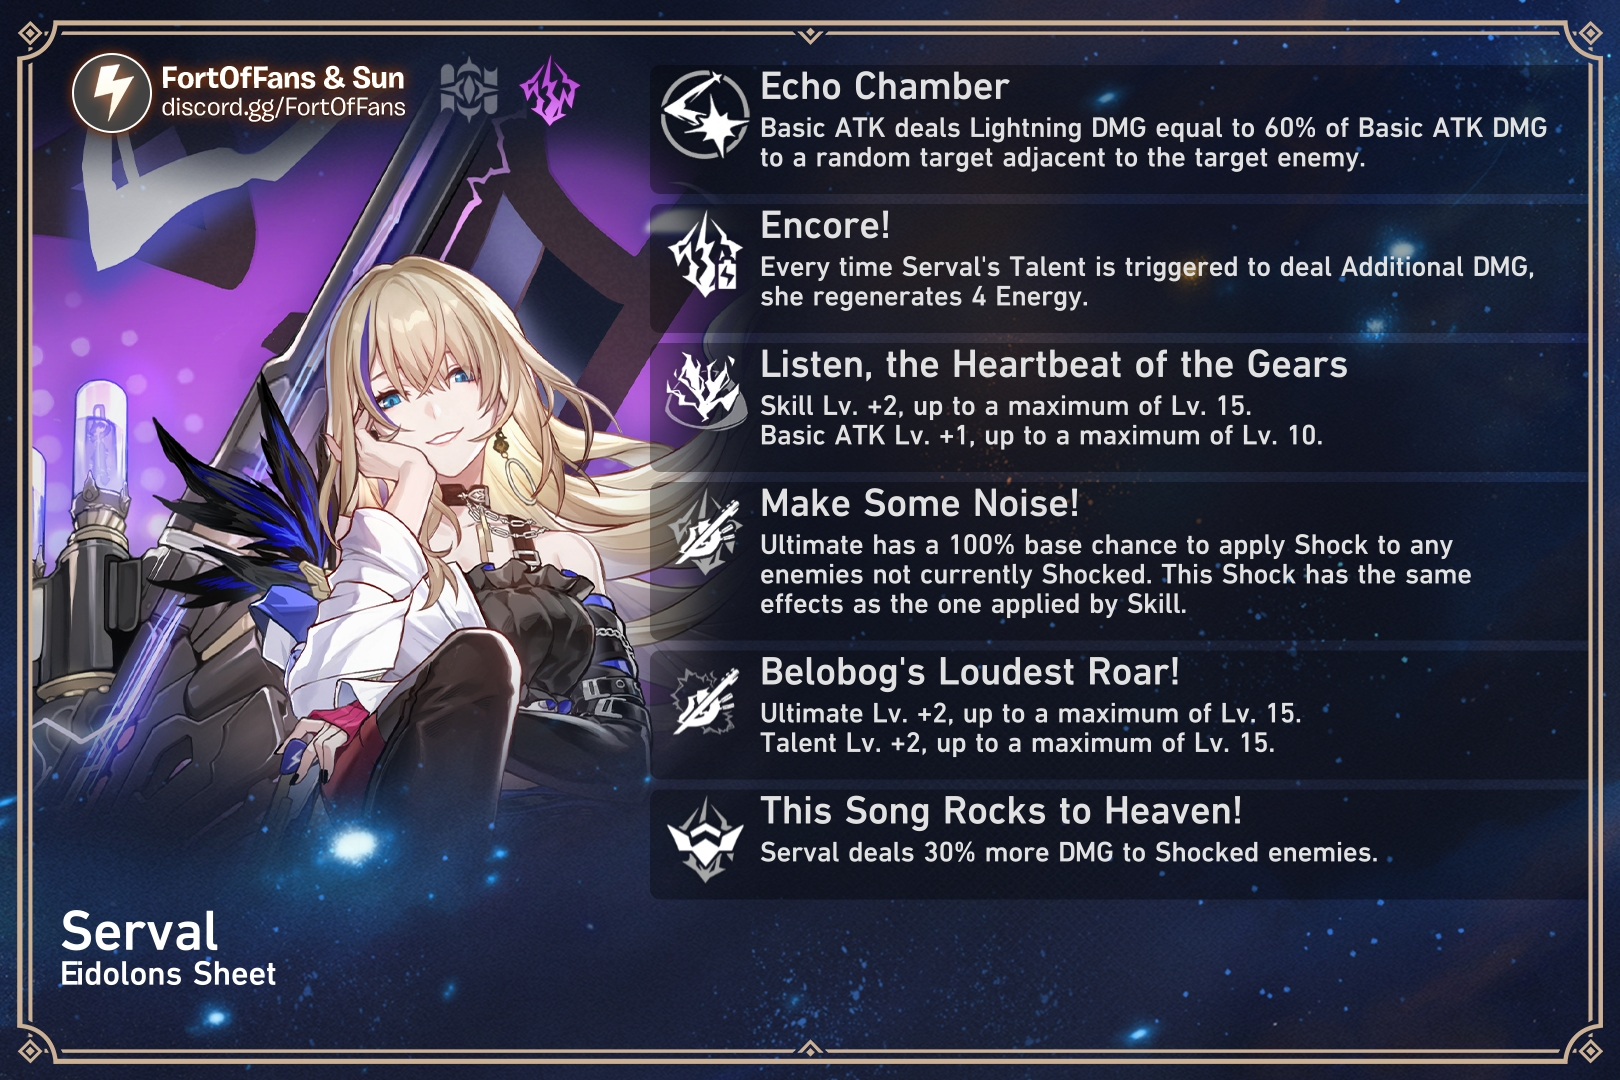 FortOfFans & Sun
discord.gg/FortOfFans
Echo Chamber
Basic ATK deals Lightning DMG equal to 60% of Basic ATK DMG
to a random target adjacent to the target enemy.
Encore!
Every time Serval's Talent is triggered to deal Additional DMG,
she regenerates 4 Energy.
Listen, the Heartbeat of the Gears
Skill Lv. +2, up to a maximum of Lv. 15.
Basic ATK Lv. +1, up to a maximum of Lv. 10.
Make Some Noise!
Ultimate has a 100% base chance to apply Shock to any
enemies not currently Shocked. This Shock has the same
effects as the one applied by Skill.
Belobog's Loudest Roar!
Ultimate Lv. +2, up to a maximum of Lv. 15.
Talent Lv. +2, up to a maximum of Lv. 15.
This Song Rocks to Heaven!
Serval deals 30% more DMG to Shocked enemies.
Serval
Eidolons Sheet